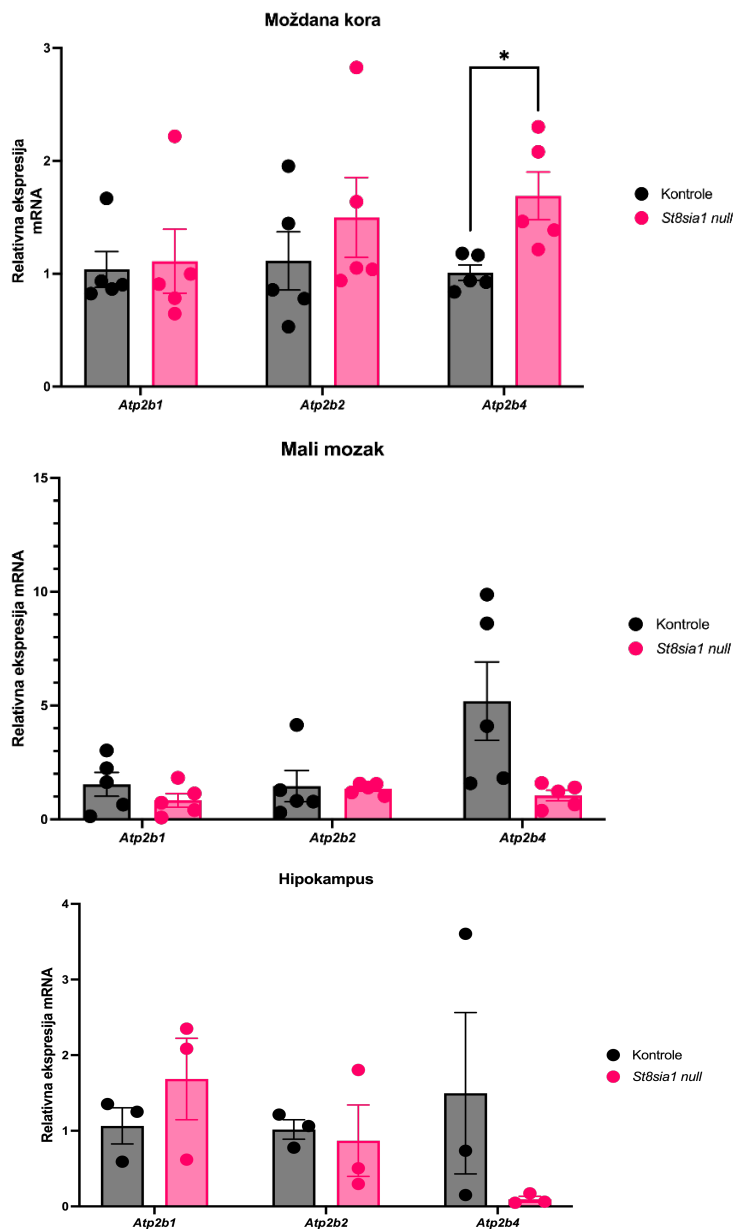 Moždana kora
Relativna ekspresija
mRNA
3
2
1
0
*
Atp2b1
Atp2b2
Atp2b4
Kontrole
St8sia1 null
Mali mozak
Relativna ekspresija mRNA
15
10
5
0
Atp2b1
Atp2b2
Atp2b4
Kontrole
St8sia1 null
Hipokampus
Relativna ekspresija mRNA
4
3
2
1
0
Atp2b1
Atp2b2
Atp2b4
Kontrole
St8sia1 null